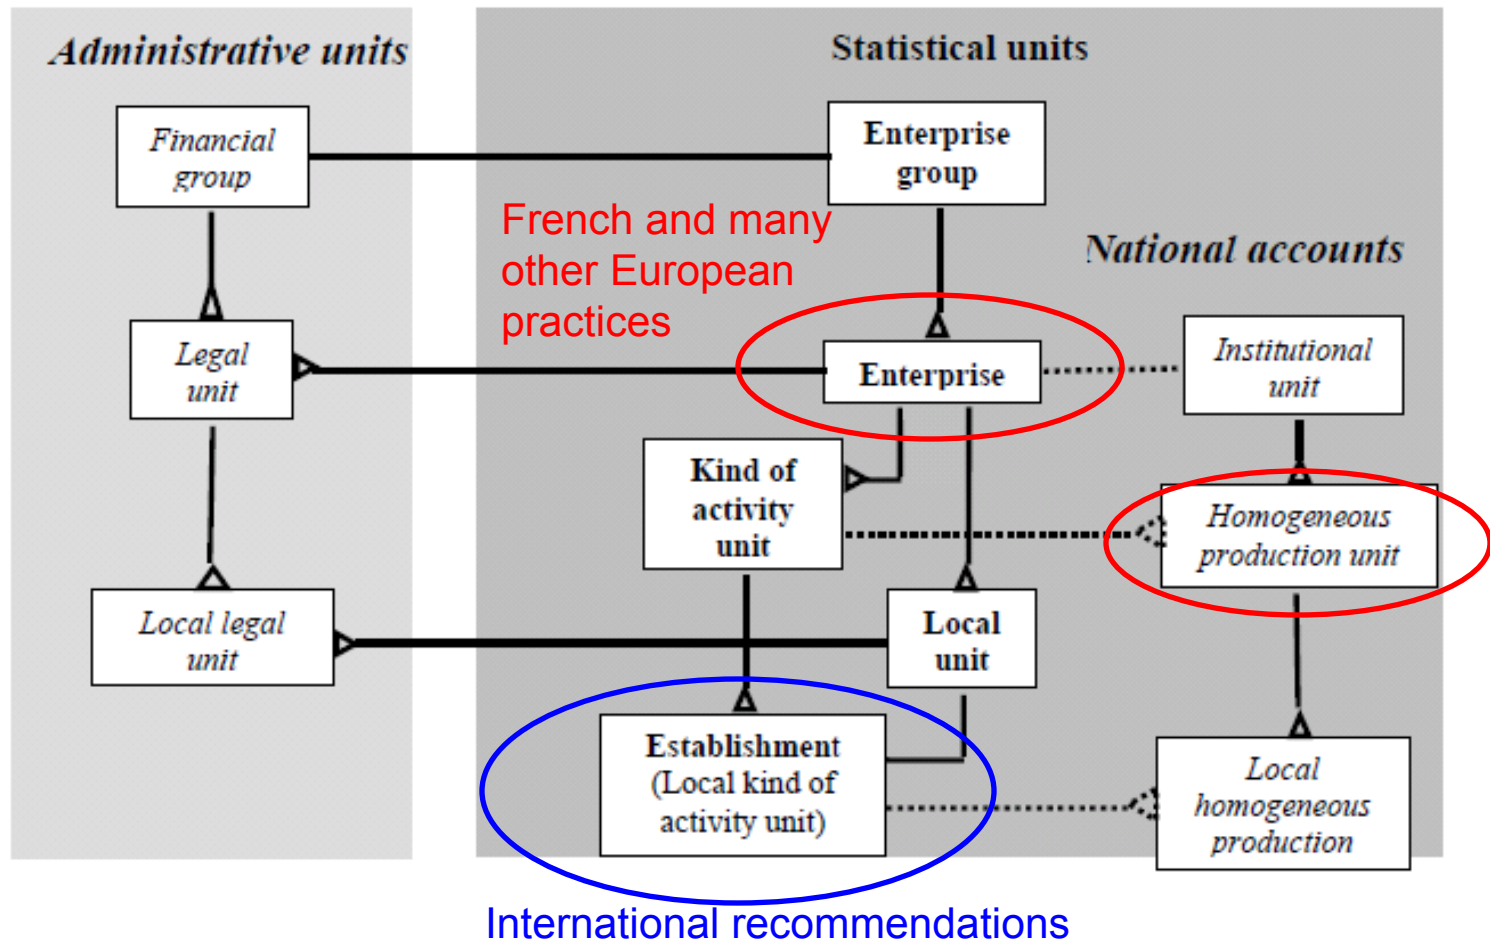 Administrative units
Statistical units
Financial
group
Enterprise
group
French and many
other European
practices
National accounts
Legal
unit
Enterprise
Institutional
unit
Kind of
activity
unit
Homogeneous
production unit
Local legal
unit
Local
unit
Establishment
(Local kind of
activity unit)
Local
homogeneous
production
International recommendations